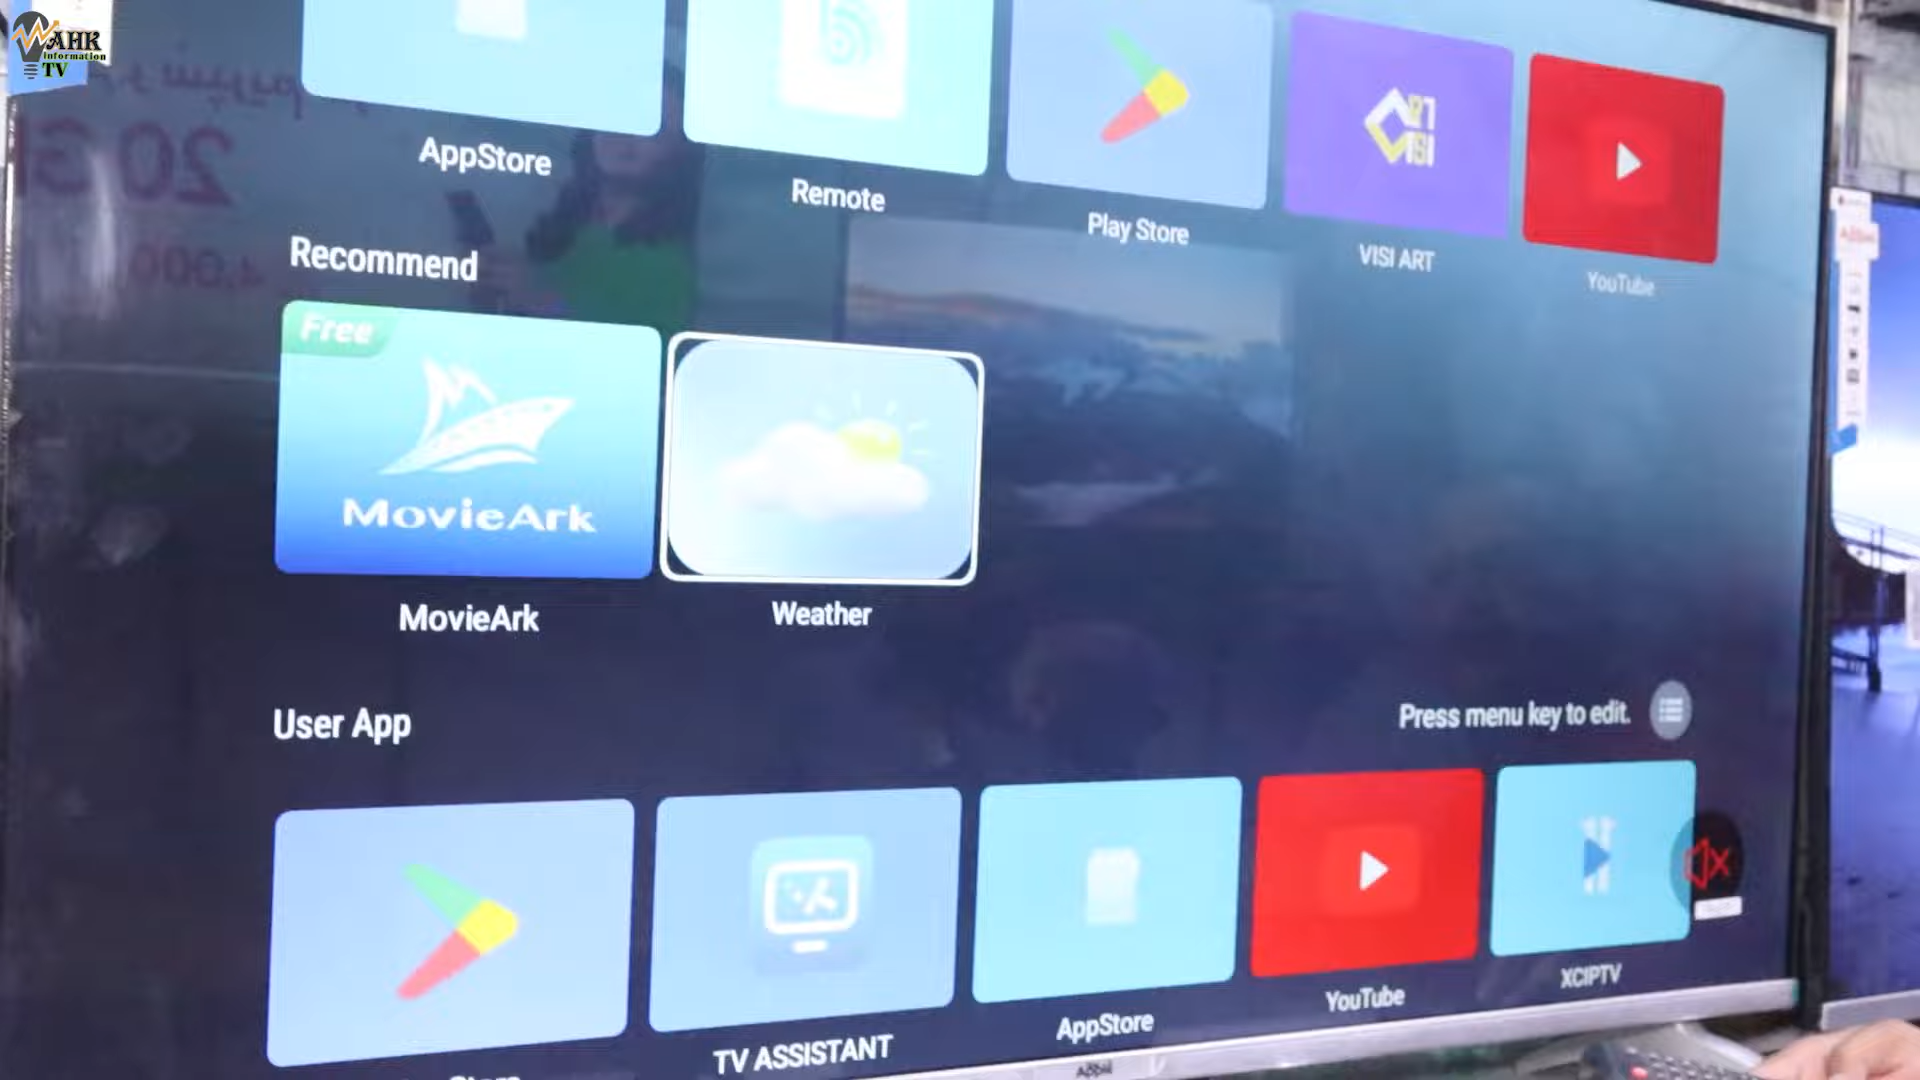 WAHK
Information
TV
AppStore
Remote
Play Store
VISI ART
YouTube
Recommend
Free
MovieArk
MovieArk
Weather
User App
Press menu key to edit.
TV ASSISTANT
AppStore
YouTube
XCIPTV